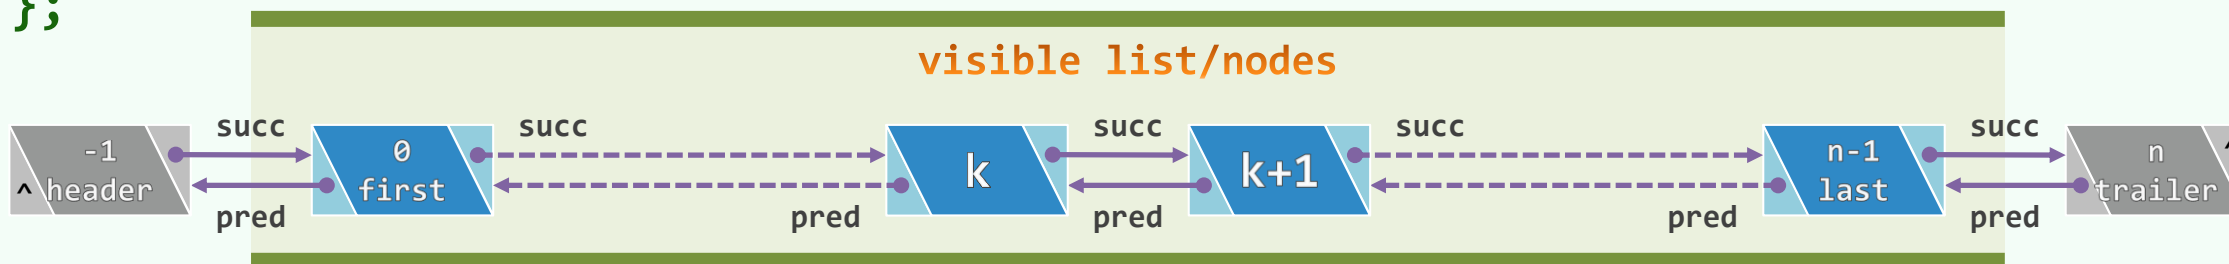 };
visible list/nodes
succ succ succ succ succ
-1 0 k k+1 n-1 n
^ header first last trailer ^
pred pred pred pred pred